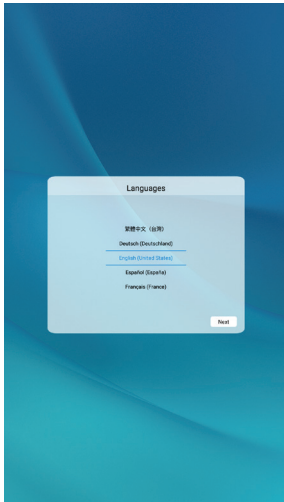 Languages
繁體中文 (台灣)
Deutsch (Deutschland)
English (United States)
Español (España)
Français (France)
Next